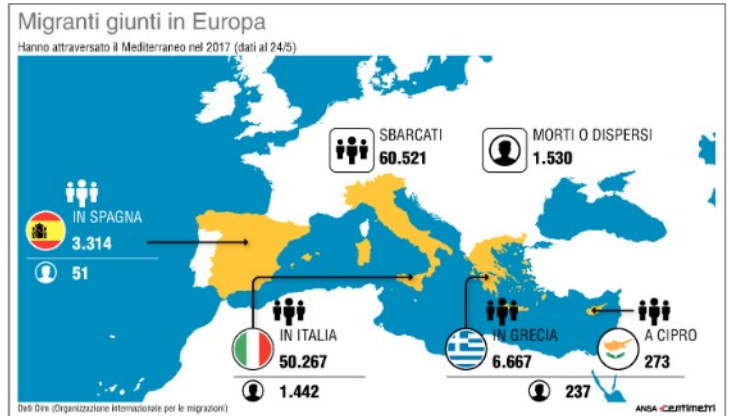 Migranti giunti in Europa
Hanno attraversato il Mediterraneo nel 2017 (dati al 24/5)
SBARCATI
60.521
MORTI O DISPERSI
1.530
IN SPAGNA
3.314
51
IN ITALIA
50.267
1.442
IN GRECIA
6.667
A CIPRO
273
237
Dati Oim (Organizzazione internazionale per le migrazioni)
ANSA centimetri